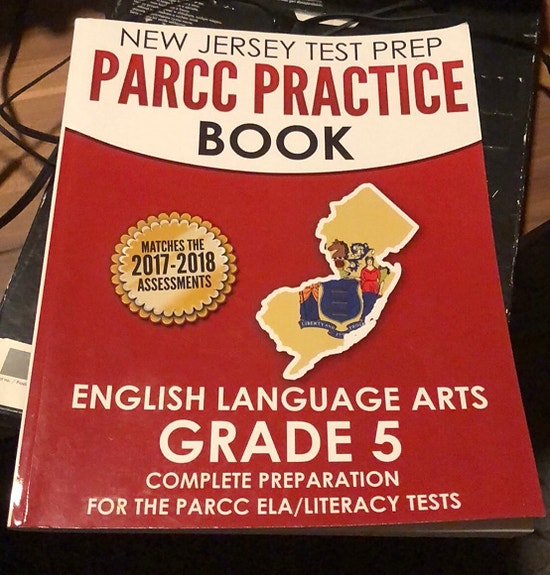 NEW JERSEY TEST PREP
PARCC PRACTICE
BOOK
MATCHES THE
2017-2018
ASSESSMENTS
ENGLISH LANGUAGE ARTS
GRADE 5
COMPLETE PREPARATION
FOR THE PARCC ELA/LITERACY TESTS